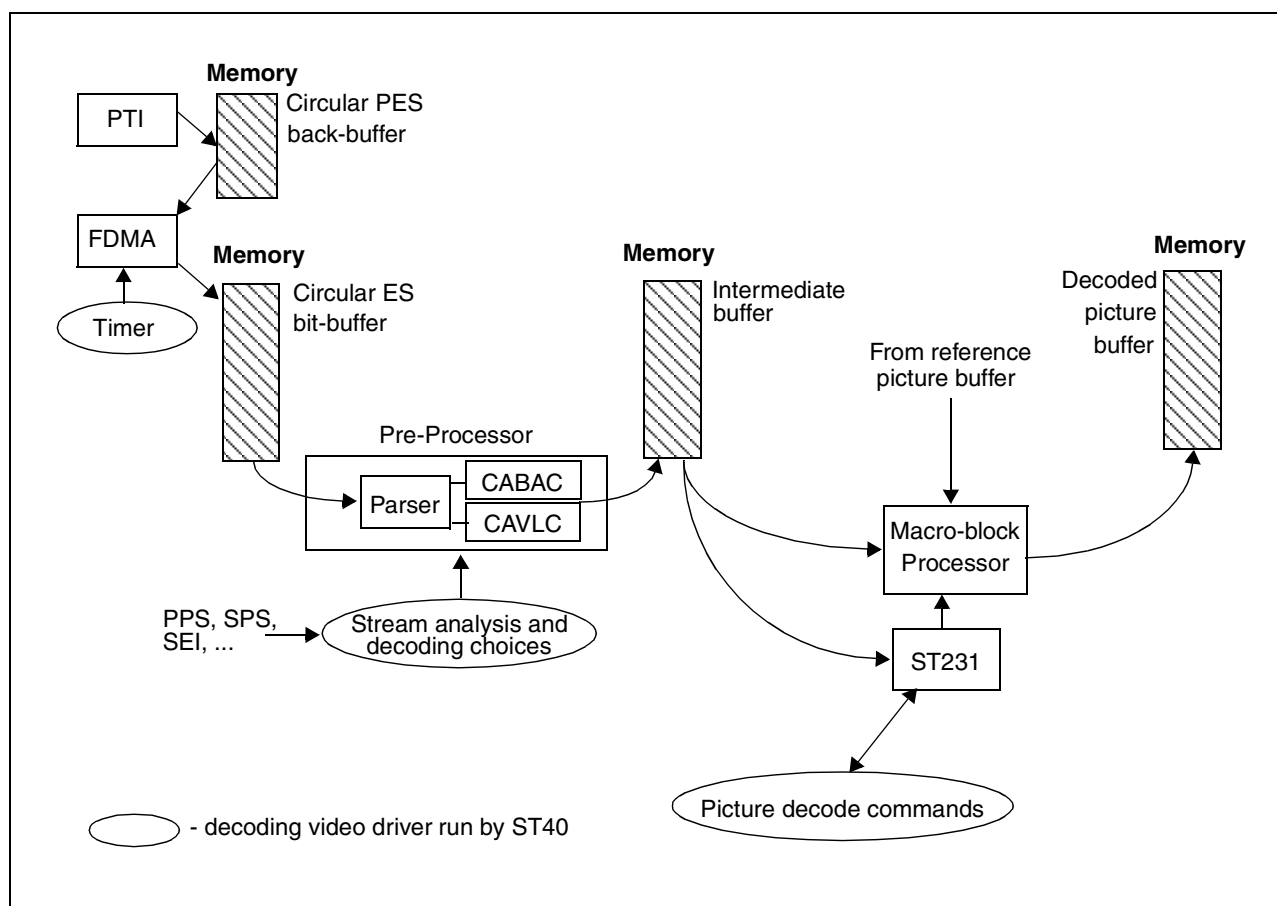 Memory
PTI
Circular PES
back-buffer
FDMA
Memory
Circular ES
bit-buffer
Timer
Memory
Intermediate
buffer
Memory
Decoded
picture
buffer
From reference
picture buffer
Pre-Processor
Parser
CABAC
CAVLC
Macro-block
Processor
PPS, SPS,
SEI, ...
Stream analysis and
decoding choices
ST231
Picture decode commands
- decoding video driver run by ST40